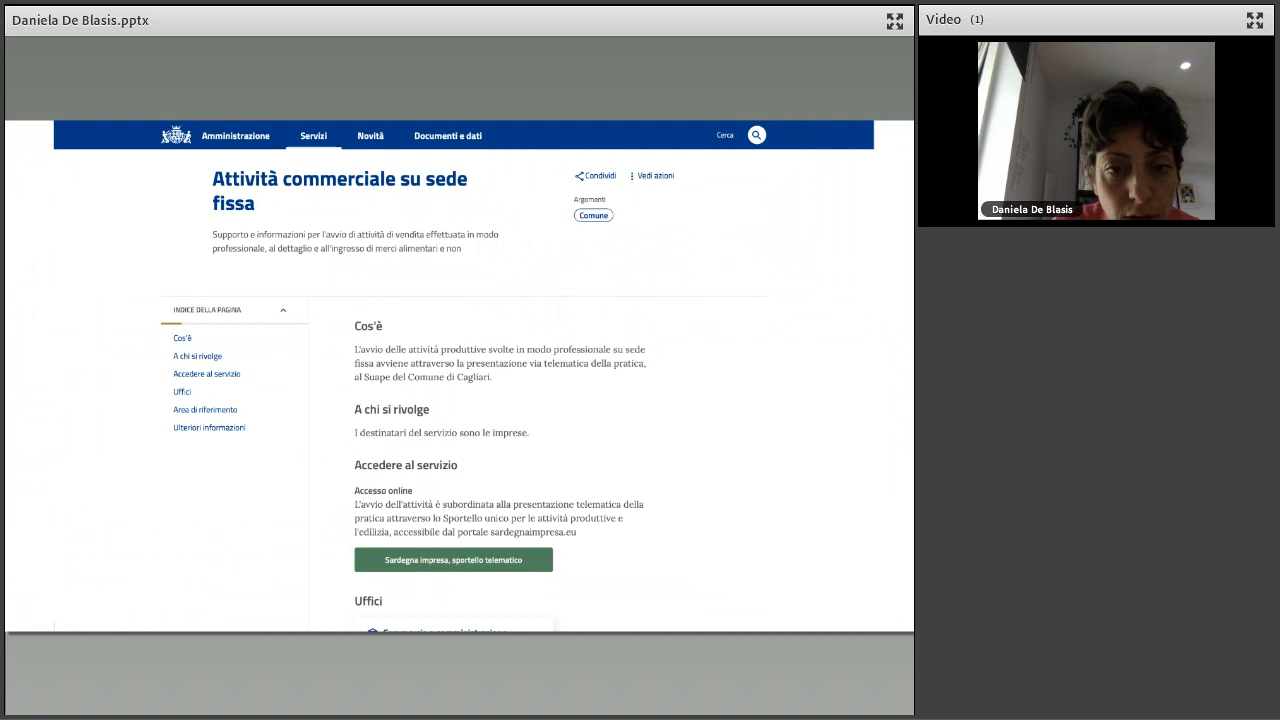 Daniela De Blasis.pptx
Video (1)
Amministrazione Servizi Novità Documenti e dati Cerca
Attività commerciale su sede
fissa
Condividi Vedi azioni
Argomenti
Comune
Supporto e informazioni per l'avvio di attività di vendita effettuata in modo
professionale, al dettaglio e all'ingrosso di merci alimentari e non
INDICE DELLA PAGINA
Cos'è
A chi si rivolge
Accedere al servizio
Uffici
Area di riferimento
Ulteriori informazioni
Cos'è
L'avvio delle attività produttive svolte in modo professionale su sede
fissa avviene attraverso la presentazione via telematica della pratica,
al Suape del Comune di Cagliari.
A chi si rivolge
I destinatari del servizio sono le imprese.
Accedere al servizio
Accesso online
L'avvio dell'attività è subordinata alla presentazione telematica della
pratica attraverso lo Sportello unico per le attività produttive e
l'edilizia, accessibile dal portale sardegnaimpresa.eu
Sardegna impresa, sportello telematico
Uffici
Daniela De Blasis